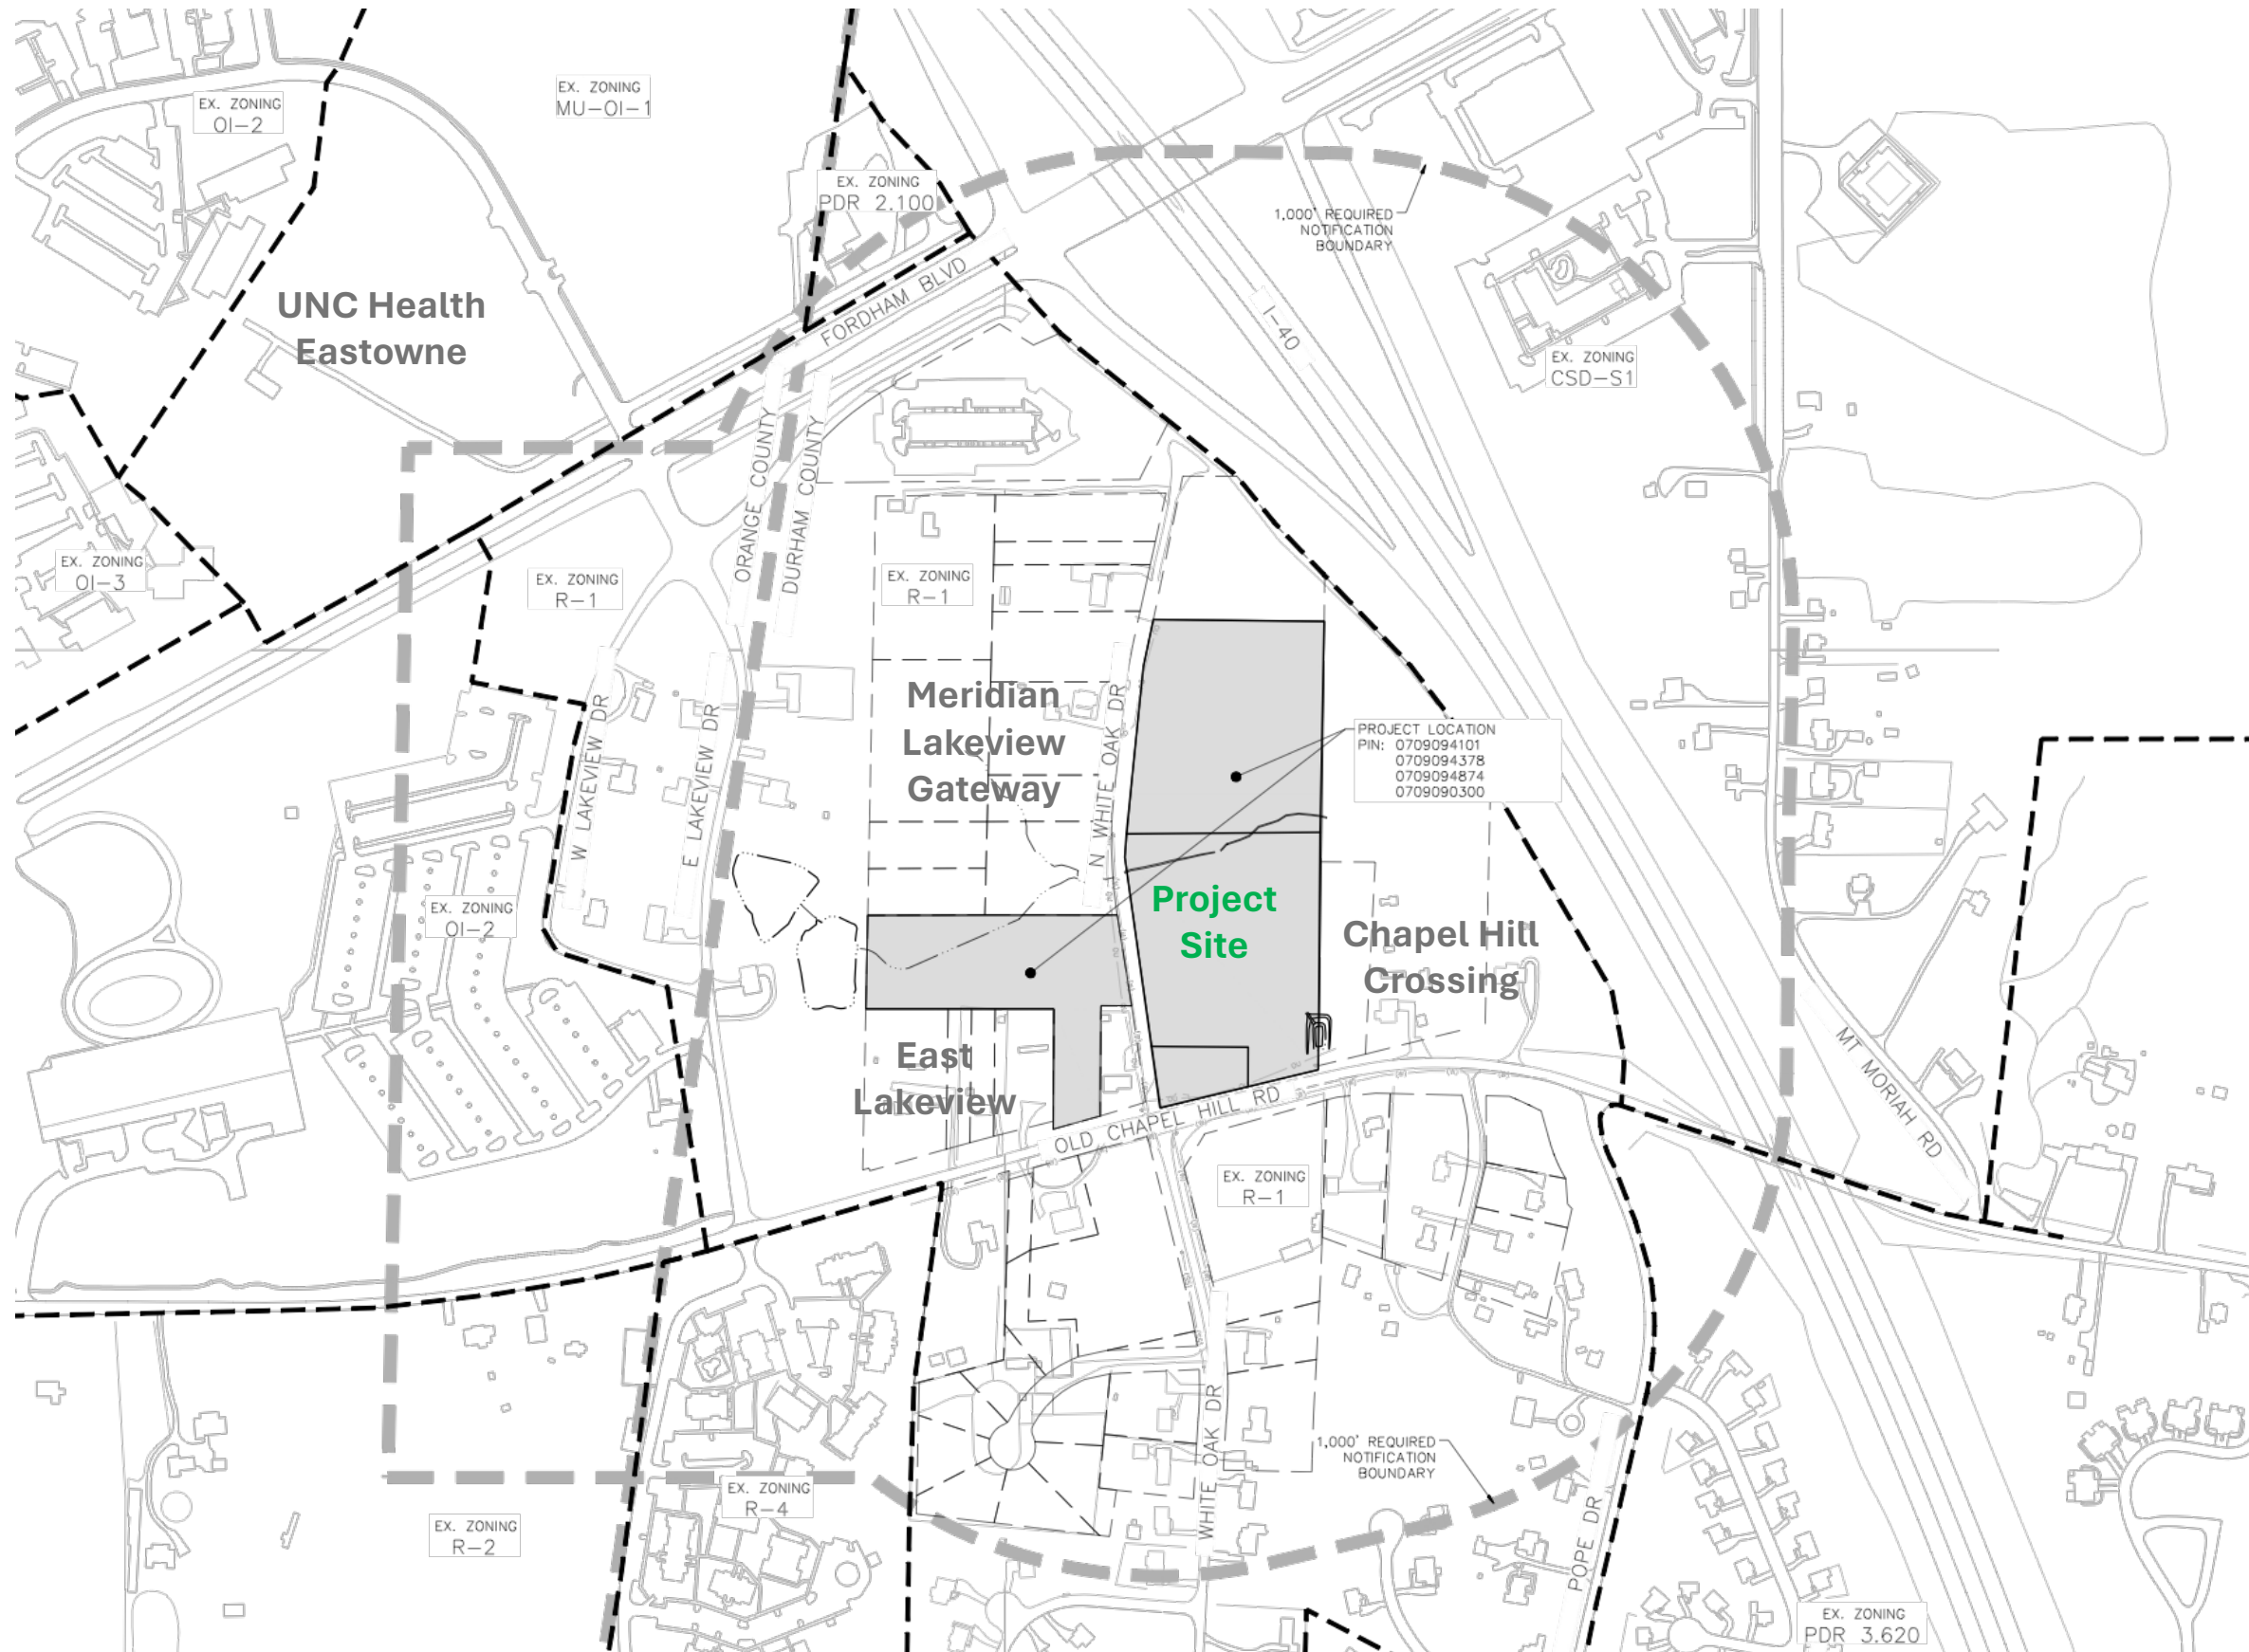 EX. ZONING
OI-2
EX. ZONING
MU-OI-1
EX. ZONING
PDR 2.100
1,000' REQUIRED
NOTIFICATION
BOUNDARY
UNC Health
Eastowne
FORDHAM BLVD
I-40
EX. ZONING
CSD-S1
ORANGE COUNTY
DURHAM COUNTY
EX. ZONING
OI-3
EX. ZONING
R-1
EX. ZONING
R-1
Meridian
Lakeview
Gateway
W LAKEVIEW DR
E LAKEVIEW DR
N WHITE OAK DR
PROJECT LOCATION
PIN: 0709094101
0709094378
0709094874
0709090300
EX. ZONING
OI-2
Project
Site
Chapel Hill
Crossing
East
Lakeview
MT MORIAH RD
OLD CHAPEL HILL RD
EX. ZONING
R-1
WHITE OAK DR
1,000' REQUIRED
NOTIFICATION
BOUNDARY
EX. ZONING
R-4
EX. ZONING
R-2
POPE DR
EX. ZONING
PDR 3.620